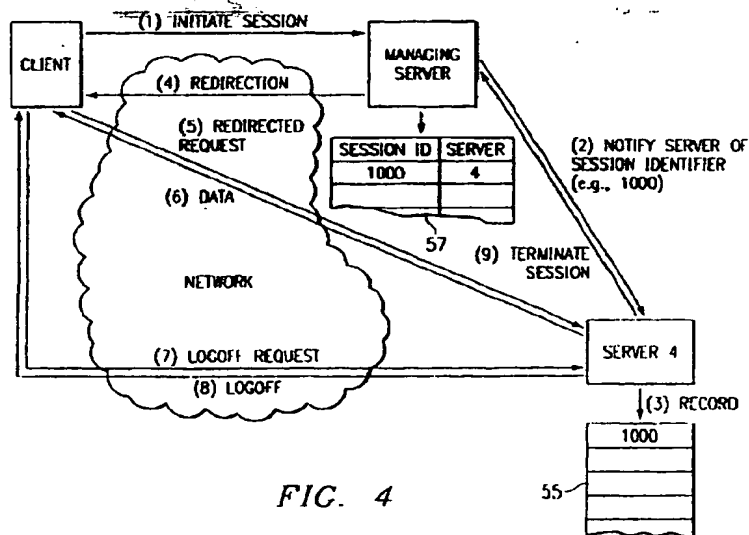 (1) INITIATE SESSION
CLIENT
MANAGING
SERVER
(4) REDIRECTION
(5) REDIRECTED
REQUEST
SESSION ID SERVER
1000 4
(2) NOTIFY SERVER OF
SESSION IDENTIFIER
(e.g., 1000)
(6) DATA
57
(9) TERMINATE
SESSION
NETWORK
(7) LOGOFF REQUEST
SERVER 4
(8) LOGOFF
(3) RECORD
1000
55
FIG. 4